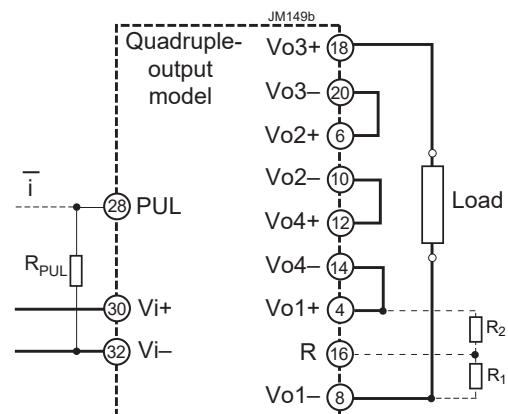 JM149b
Quadruple-
output
model
Vo3+ 18
Vo3– 20
Vo2+ 6
Vo2– 10
Vo4+ 12
Vo4– 14
Vo1+ 4
R 16
Vo1– 8
i
28 PUL
RPUL
30 Vi+
32 Vi–
Load
R2
R1